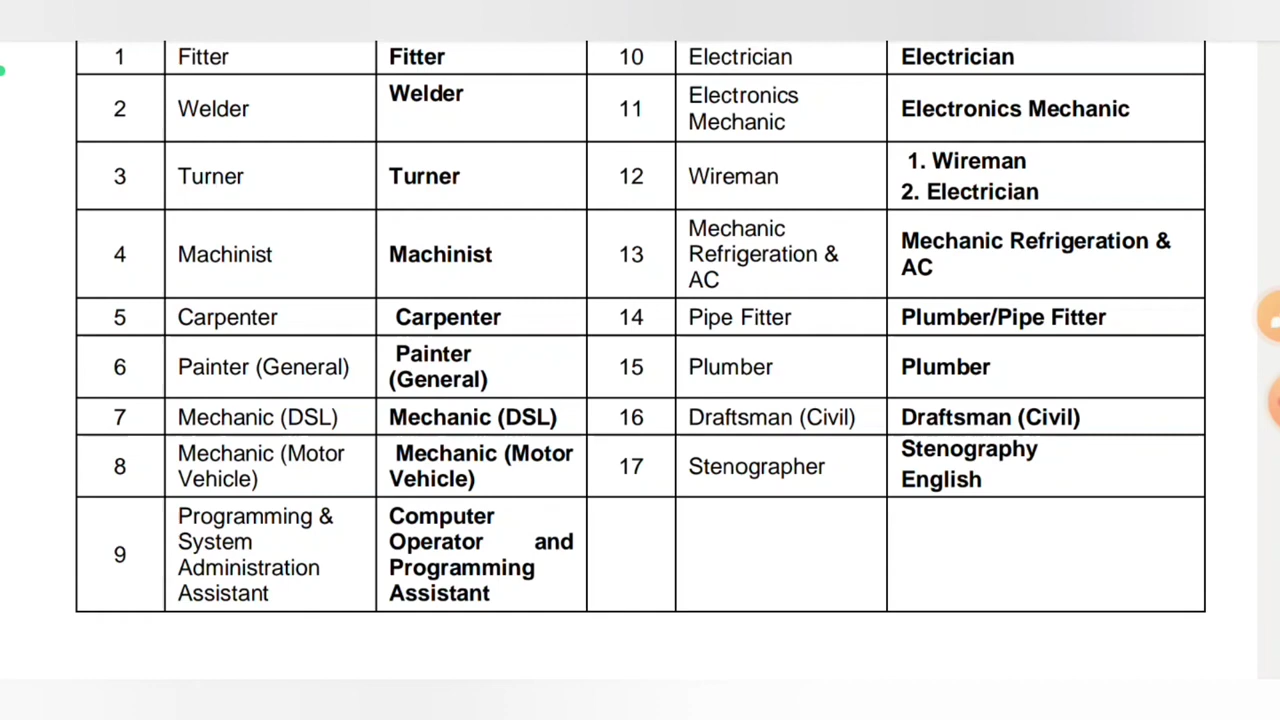 1 Fitter Fitter 10 Electrician Electrician
2 Welder Welder 11 Electronics Mechanic Electronics Mechanic
3 Turner Turner 12 Wireman 1. Wireman
2. Electrician
4 Machinist Machinist 13 Mechanic Refrigeration & AC Mechanic Refrigeration & AC
5 Carpenter Carpenter 14 Pipe Fitter Plumber/Pipe Fitter
6 Painter (General) Painter (General) 15 Plumber Plumber
7 Mechanic (DSL) Mechanic (DSL) 16 Draftsman (Civil) Draftsman (Civil)
8 Mechanic (Motor Vehicle) Mechanic (Motor Vehicle) 17 Stenographer Stenography English
9 Programming & System Administration Assistant Computer Operator and Programming Assistant